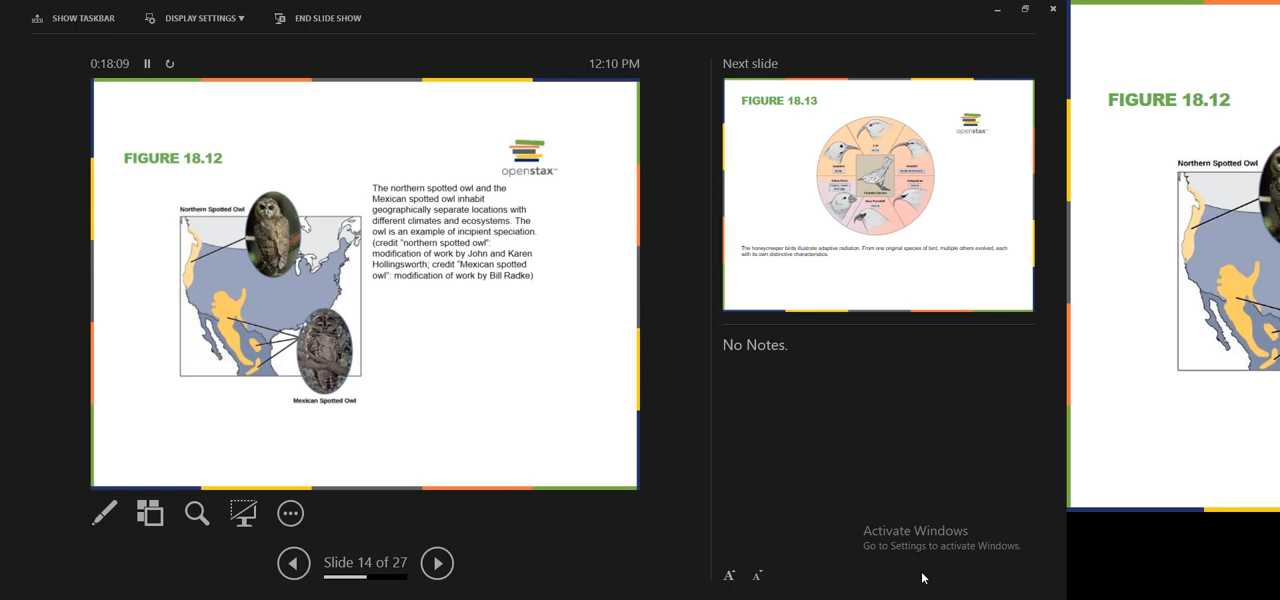 SHOW TASKBAR
DISPLAY SETTINGS ▼
END SLIDE SHOW
0:18:09
12:10 PM
FIGURE 18.12
openstax™
The northern spotted owl and the
Mexican spotted owl inhabit
geographically separate locations with
different climates and ecosystems. The
owl is an example of incipient speciation.
(credit “northern spotted owl”:
modification of work by John and Karen
Hollingsworth; credit “Mexican spotted
owl”: modification of work by Bill Radke)
Northern Spotted Owl
Mexican Spotted Owl
Slide 14 of 27
Next slide
FIGURE 18.13
openstax
The honeycreeper birds illustrate adaptive radiation. From one original species of bird, multiple others evolved, each
with its own distinctive characteristics.
No Notes.
Activate Windows
Go to Settings to activate Windows.
A
A
FIGURE 18.12
Northern Spotted Owl